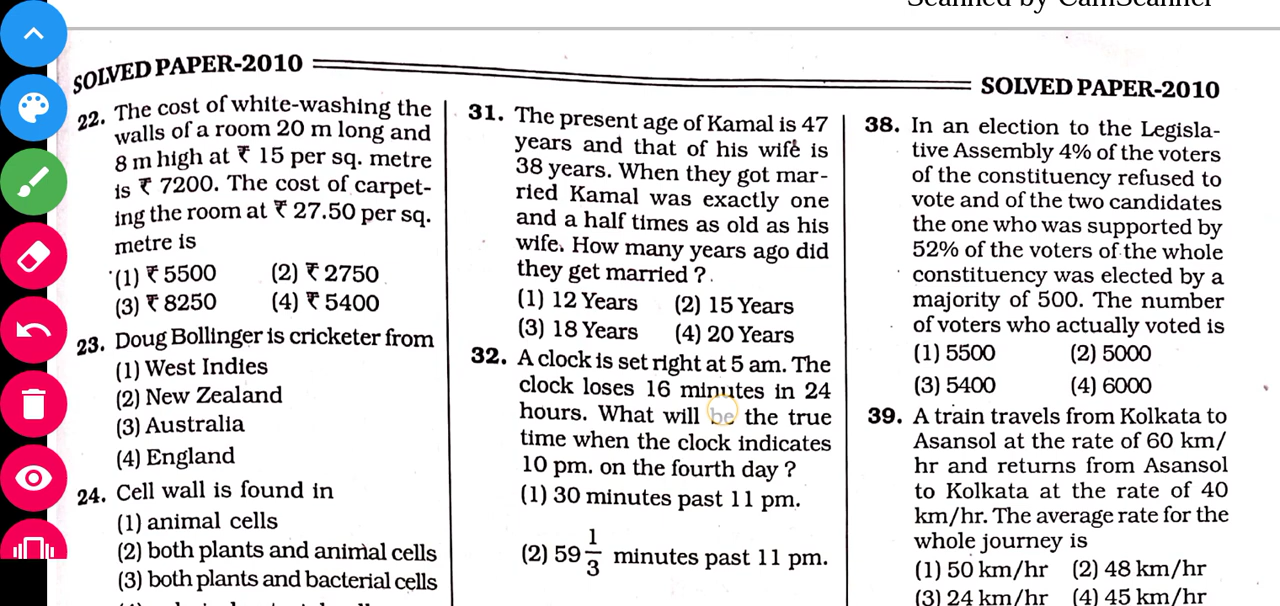 Scanned by CamScanner
SOLVED PAPER-2010
SOLVED PAPER-2010
22. The cost of white-washing the
walls of a room 20 m long and
8 m high at ₹ 15 per sq. metre
is ₹ 7200. The cost of carpet-
ing the room at ₹ 27.50 per sq.
metre is
(1) ₹ 5500 (2) ₹ 2750
(3) ₹ 8250 (4) ₹ 5400
23. Doug Bollinger is cricketer from
(1) West Indies
(2) New Zealand
(3) Australia
(4) England
24. Cell wall is found in
(1) animal cells
(2) both plants and animal cells
(3) both plants and bacterial cells
31. The present age of Kamal is 47
years and that of his wife is
38 years. When they got mar-
ried Kamal was exactly one
and a half times as old as his
wife. How many years ago did
they get married ?
(1) 12 Years (2) 15 Years
(3) 18 Years (4) 20 Years
32. A clock is set right at 5 am. The
clock loses 16 minutes in 24
hours. What will be the true
time when the clock indicates
10 pm. on the fourth day ?
(1) 30 minutes past 11 pm.
(2) 59 1/3 minutes past 11 pm.
38. In an election to the Legisla-
tive Assembly 4% of the voters
of the constituency refused to
vote and of the two candidates
the one who was supported by
52% of the voters of the whole
constituency was elected by a
majority of 500. The number
of voters who actually voted is
(1) 5500 (2) 5000
(3) 5400 (4) 6000
39. A train travels from Kolkata to
Asansol at the rate of 60 km/
hr and returns from Asansol
to Kolkata at the rate of 40
km/hr. The average rate for the
whole journey is
(1) 50 km/hr (2) 48 km/hr
(3) 24 km/hr (4) 45 km/hr